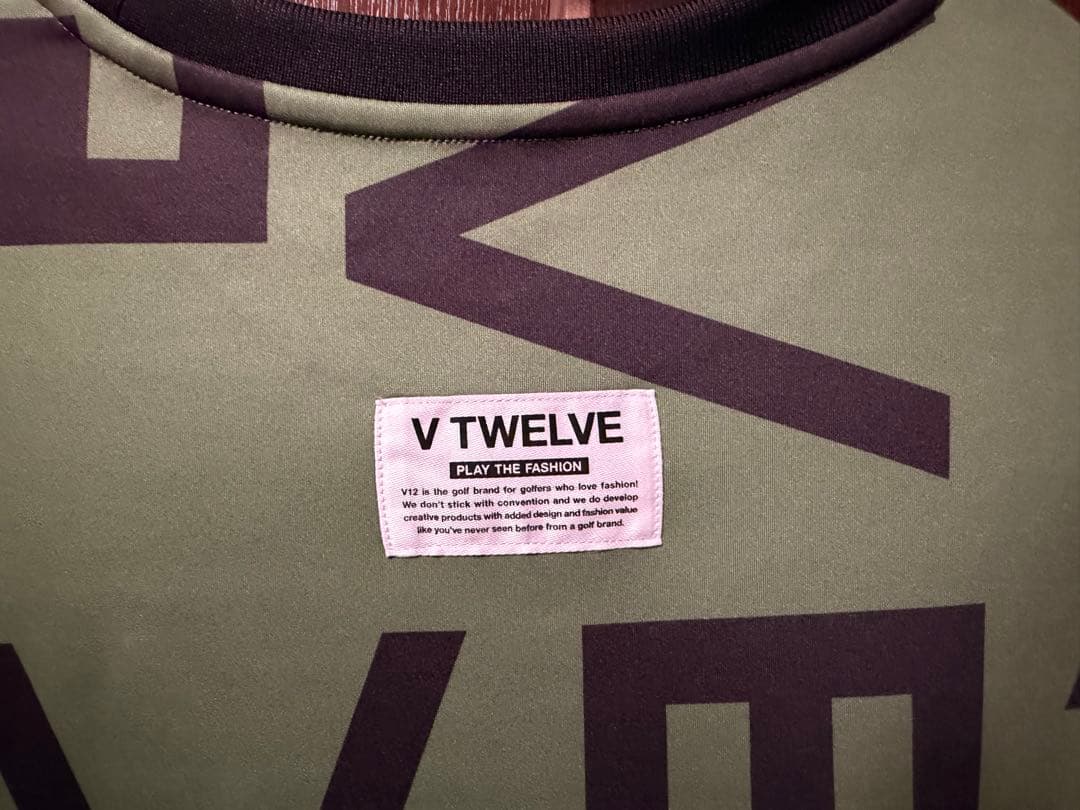 V TWELVE
PLAY THE FASHION
V12 is the golf brand for golfers who love fashion!
We don't stick with convention and we do develop
creative products with added design and fashion value
like you've never seen before from a golf brand.